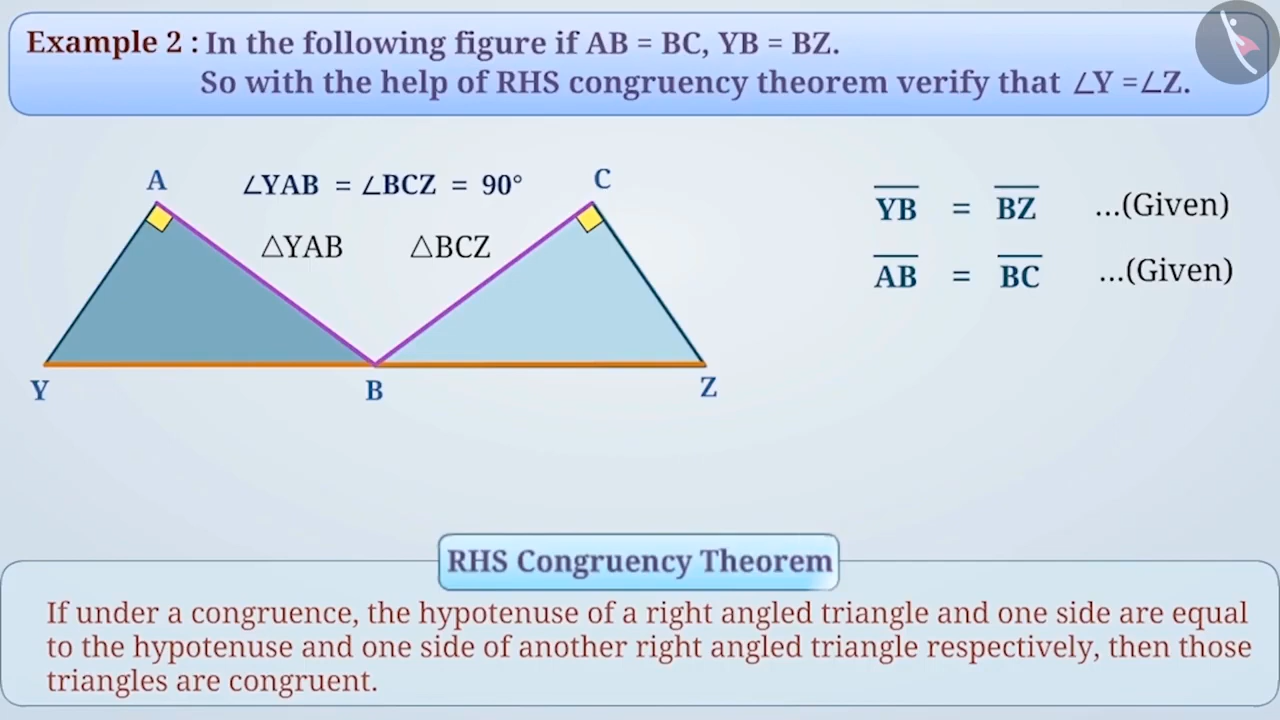 Example 2 : In the following figure if AB = BC, YB = BZ.
So with the help of RHS congruency theorem verify that ∠Y =∠Z.
A
∠YAB = ∠BCZ = 90°
C
△YAB △BCZ
Y
B
Z
YB = BZ ...(Given)
AB = BC ...(Given)
RHS Congruency Theorem
If under a congruence, the hypotenuse of a right angled triangle and one side are equal
to the hypotenuse and one side of another right angled triangle respectively, then those
triangles are congruent.